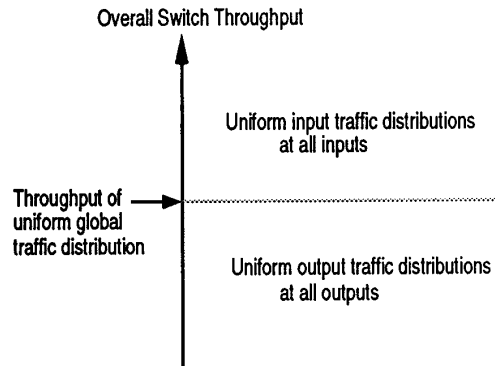 Overall Switch Throughput
Uniform input traffic distributions
at all inputs
Throughput of
uniform global
traffic distribution
Uniform output traffic distributions
at all outputs